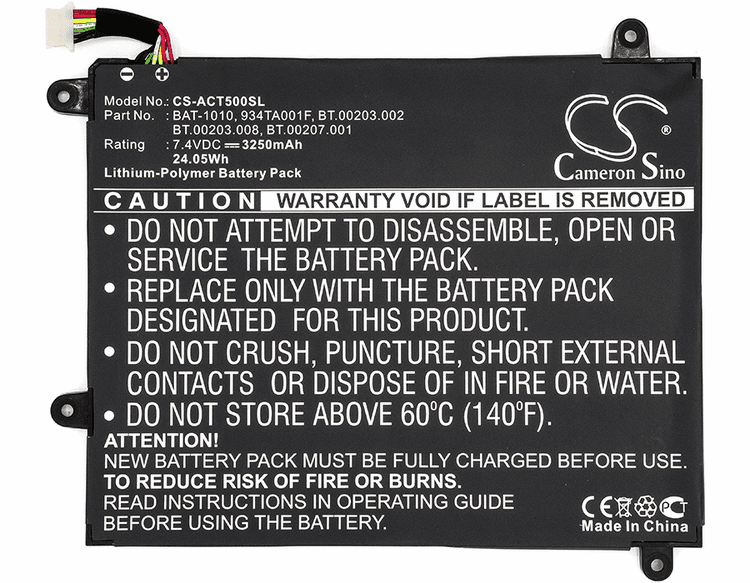 Model No.: CS-ACT500SL
Part No. : BAT-1010, 934TA001F, BT.00203.002
BT.00203.008, BT.00207.001
Rating : 7.4VDC 3250mAh
24.05Wh
Lithium-Polymer Battery Pack
CS
Cameron Sino
CAUTION WARRANTY VOID IF LABEL IS REMOVED
• DO NOT ATTEMPT TO DISASSEMBLE, OPEN OR
SERVICE THE BATTERY PACK.
• REPLACE ONLY WITH THE BATTERY PACK
DESIGNATED FOR THIS PRODUCT.
• DO NOT CRUSH, PUNCTURE, SHORT EXTERNAL
CONTACTS OR DISPOSE OF IN FIRE OR WATER.
• DO NOT STORE ABOVE 60°C (140°F).
ATTENTION!
NEW BATTERY PACK MUST BE FULLY CHARGED BEFORE USE.
TO REDUCE RISK OF FIRE OR BURNS.
READ INSTRUCTIONS IN OPERATING GUIDE
BEFORE USING THE BATTERY.
CE
Made In China